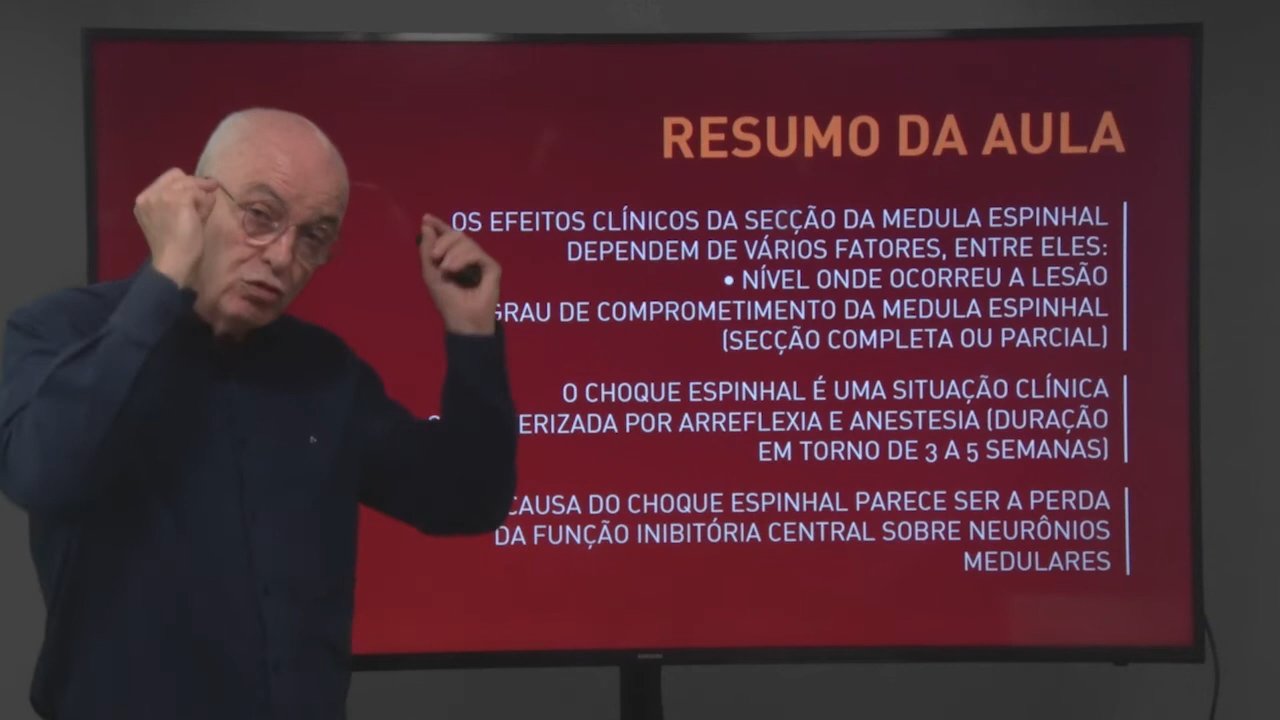 RESUMO DA AULA
OS EFEITOS CLÍNICOS DA SECÇÃO DA MEDULA ESPINHAL
DEPENDEM DE VÁRIOS FATORES, ENTRE ELES:
• NÍVEL ONDE OCORREU A LESÃO
GRAU DE COMPROMETIMENTO DA MEDULA ESPINHAL
(SECÇÃO COMPLETA OU PARCIAL)
O CHOQUE ESPINHAL É UMA SITUAÇÃO CLÍNICA
ERIZADA POR ARREFLEXIA E ANESTESIA (DURAÇÃO
EM TORNO DE 3 A 5 SEMANAS)
CAUSA DO CHOQUE ESPINHAL PARECE SER A PERDA
DA FUNÇÃO INIBITÓRIA CENTRAL SOBRE NEURÔNIOS
MEDULARES